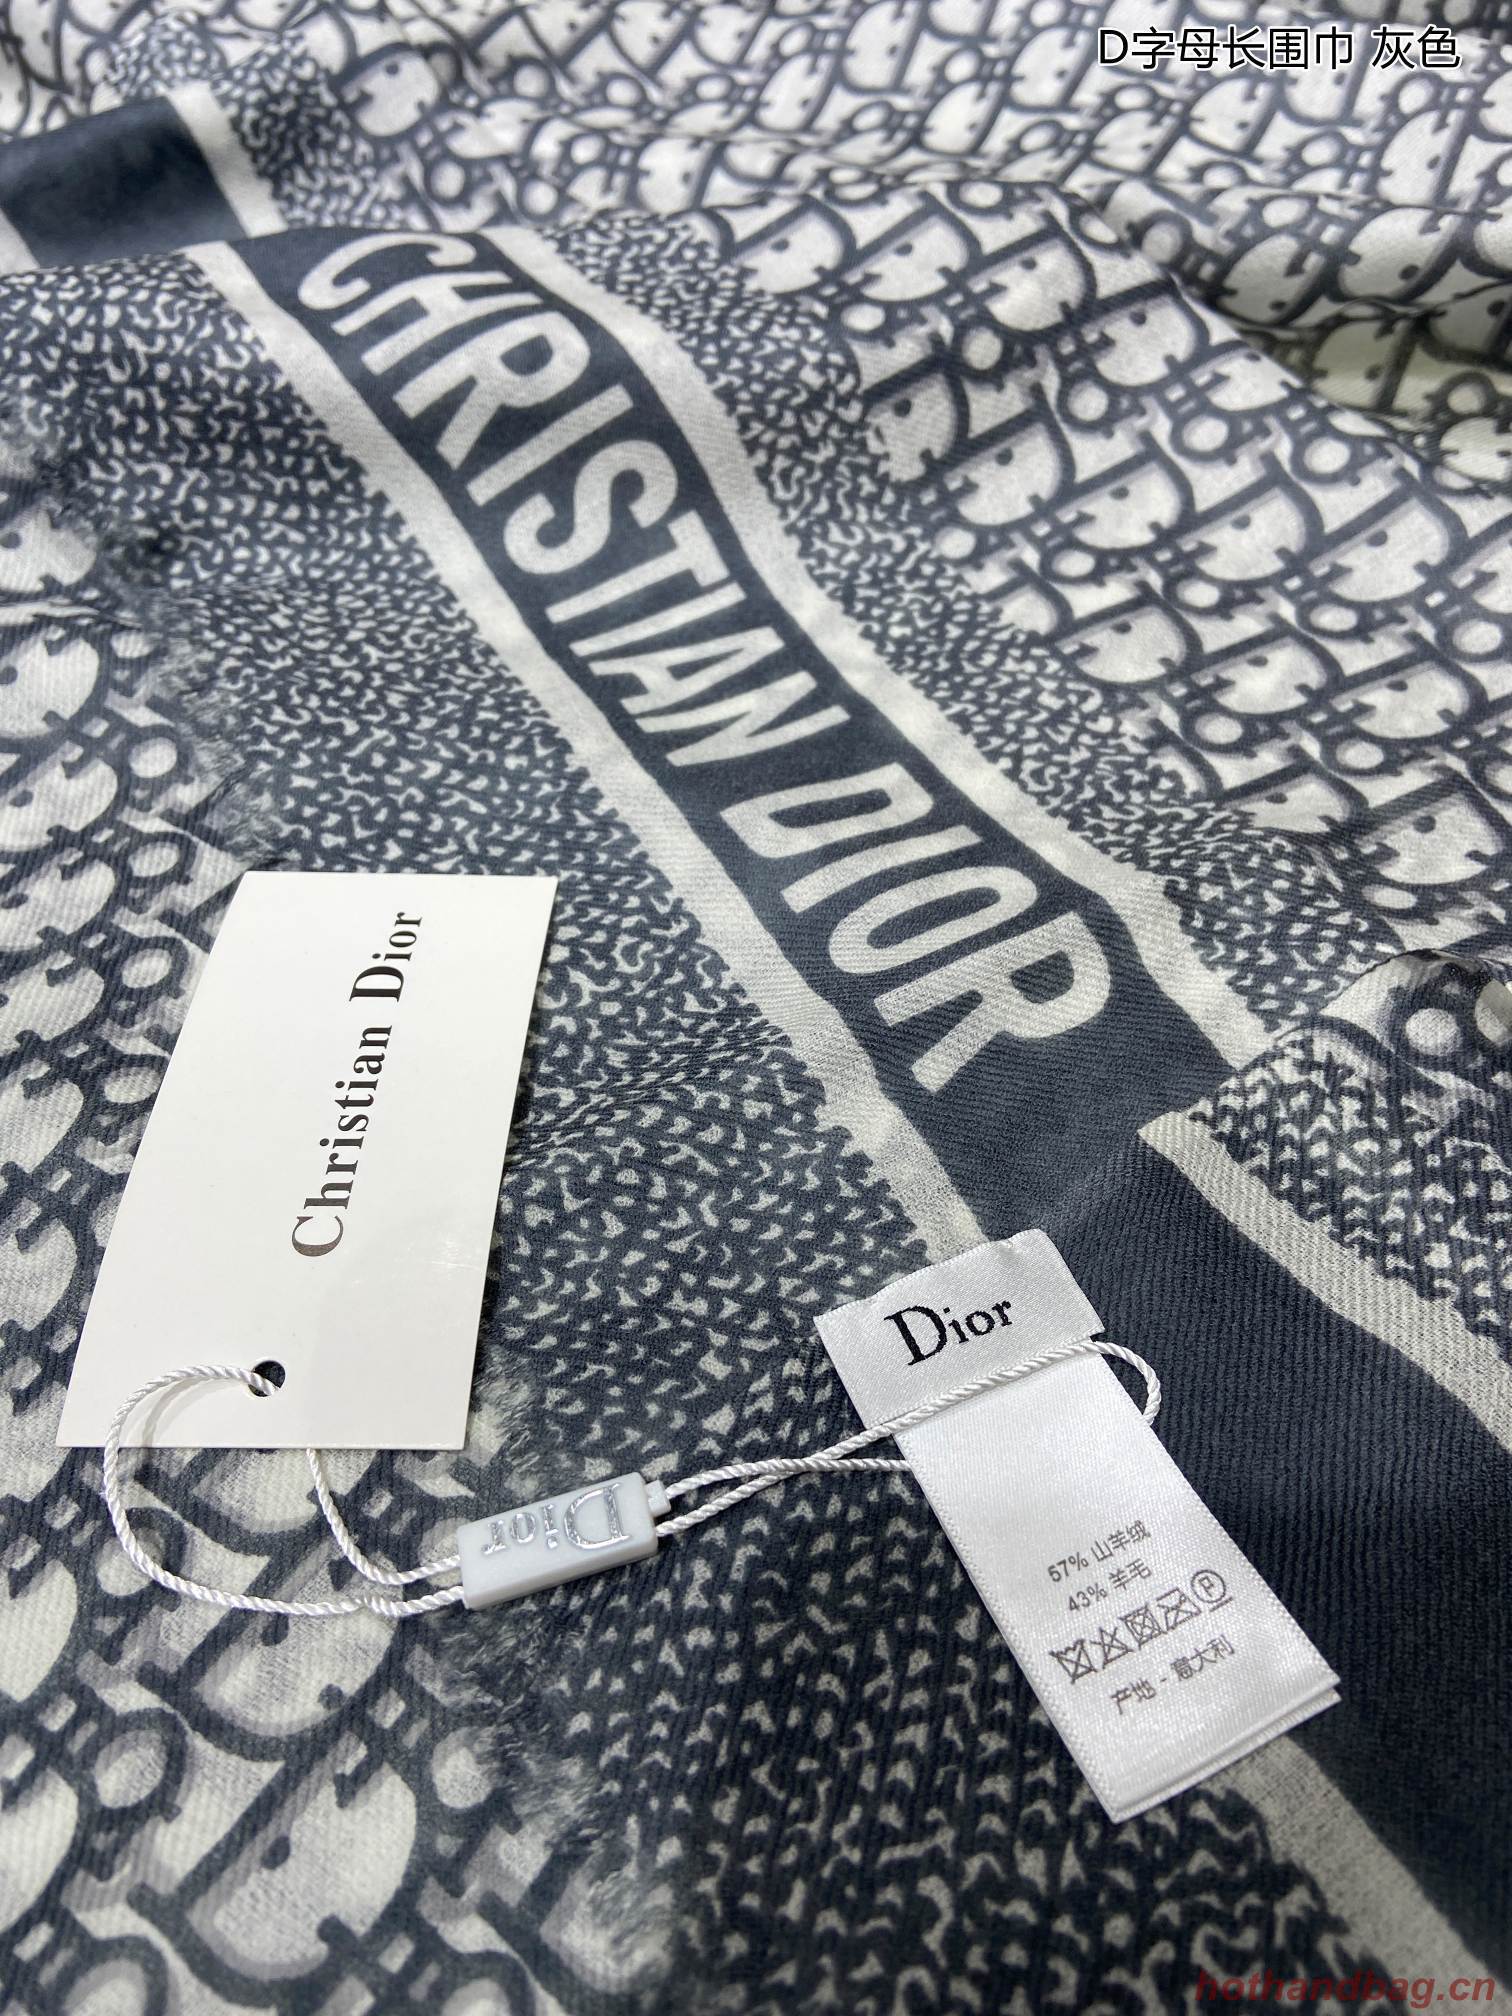 D字母长围巾 灰色
CHRISTIAN DIOR
Christian Dior
Dior
Dior
57% 山羊绒
43% 羊毛
产地 - 意大利
hothandbag.cn